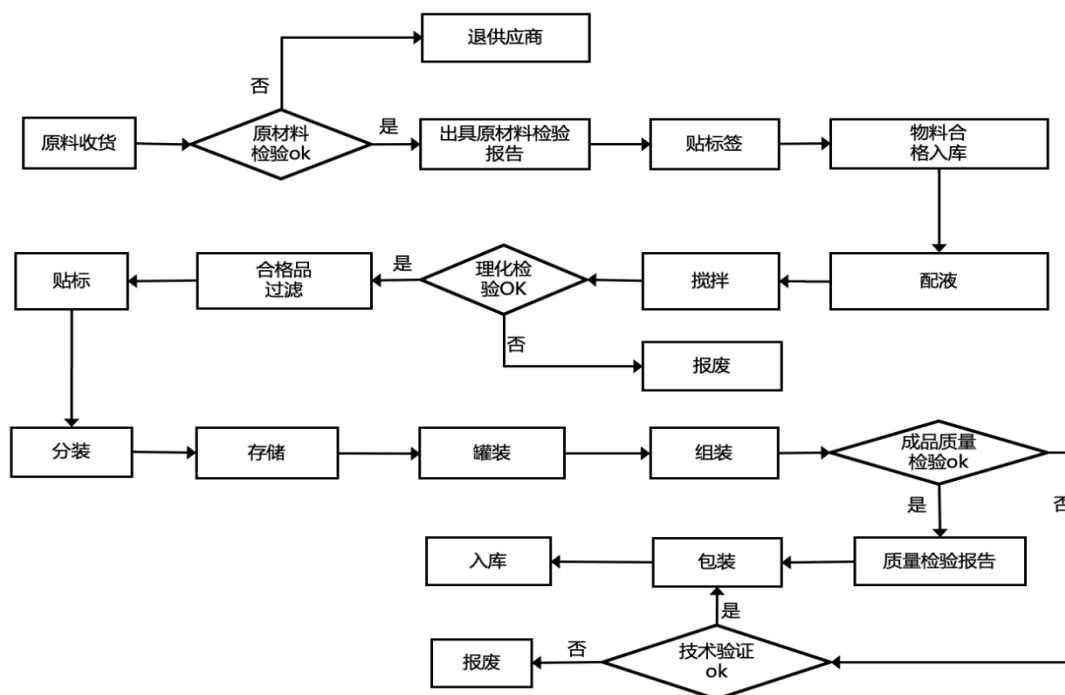 退供应商
否
原料收货
原材料
检验ok
是
出具原材料检验
报告
贴标签
物料合
格入库
贴标
合格品
过滤
是
理化检
验OK
搅拌
配液
否
报废
分装
存储
罐装
组装
成品质量
检验ok
是
否
入库
包装
质量检验报告
是
报废
否
技术验证
ok